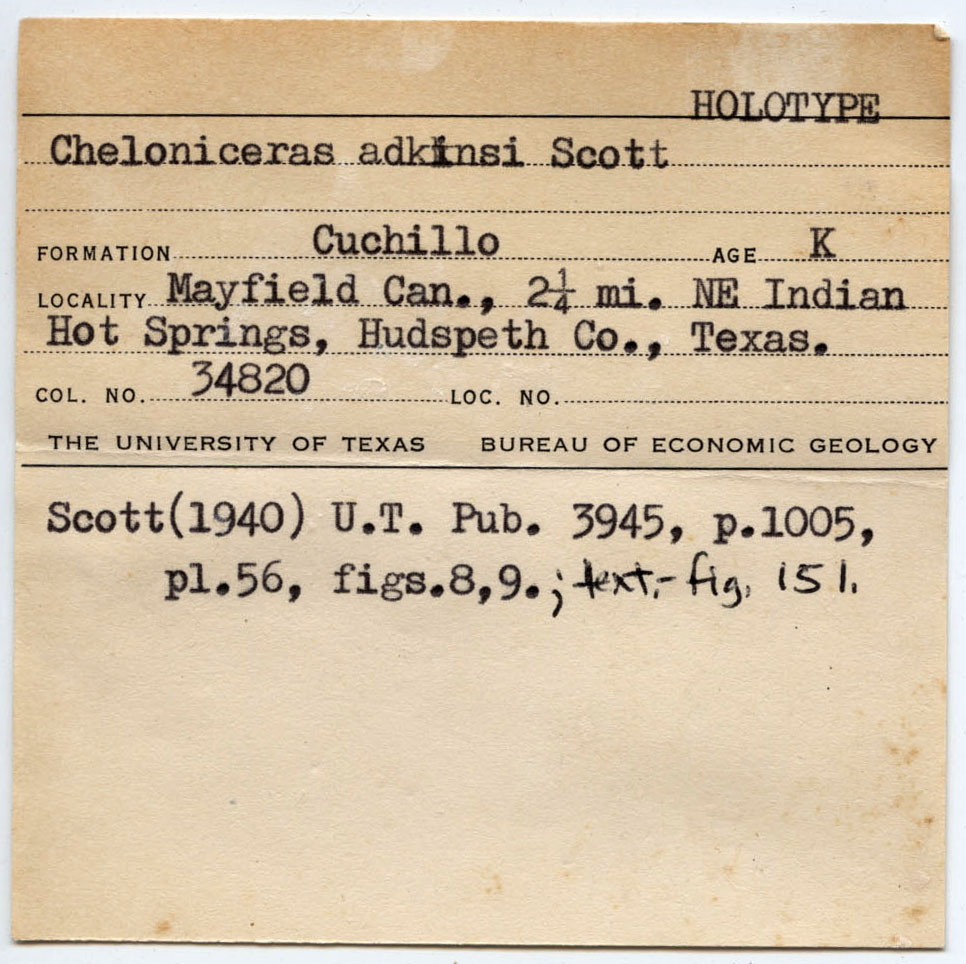 HOLOTYPE
Cheloniceras adkinsi Scott
FORMATION Cuchillo AGE K
LOCALITY Mayfield Can., 2¼ mi. NE Indian
Hot Springs, Hudspeth Co., Texas.
COL. NO. 34820 LOC. NO.
THE UNIVERSITY OF TEXAS BUREAU OF ECONOMIC GEOLOGY
Scott(1940) U.T. Pub. 3945, p.1005,
pl.56, figs.8,9.; text-fig. 151.